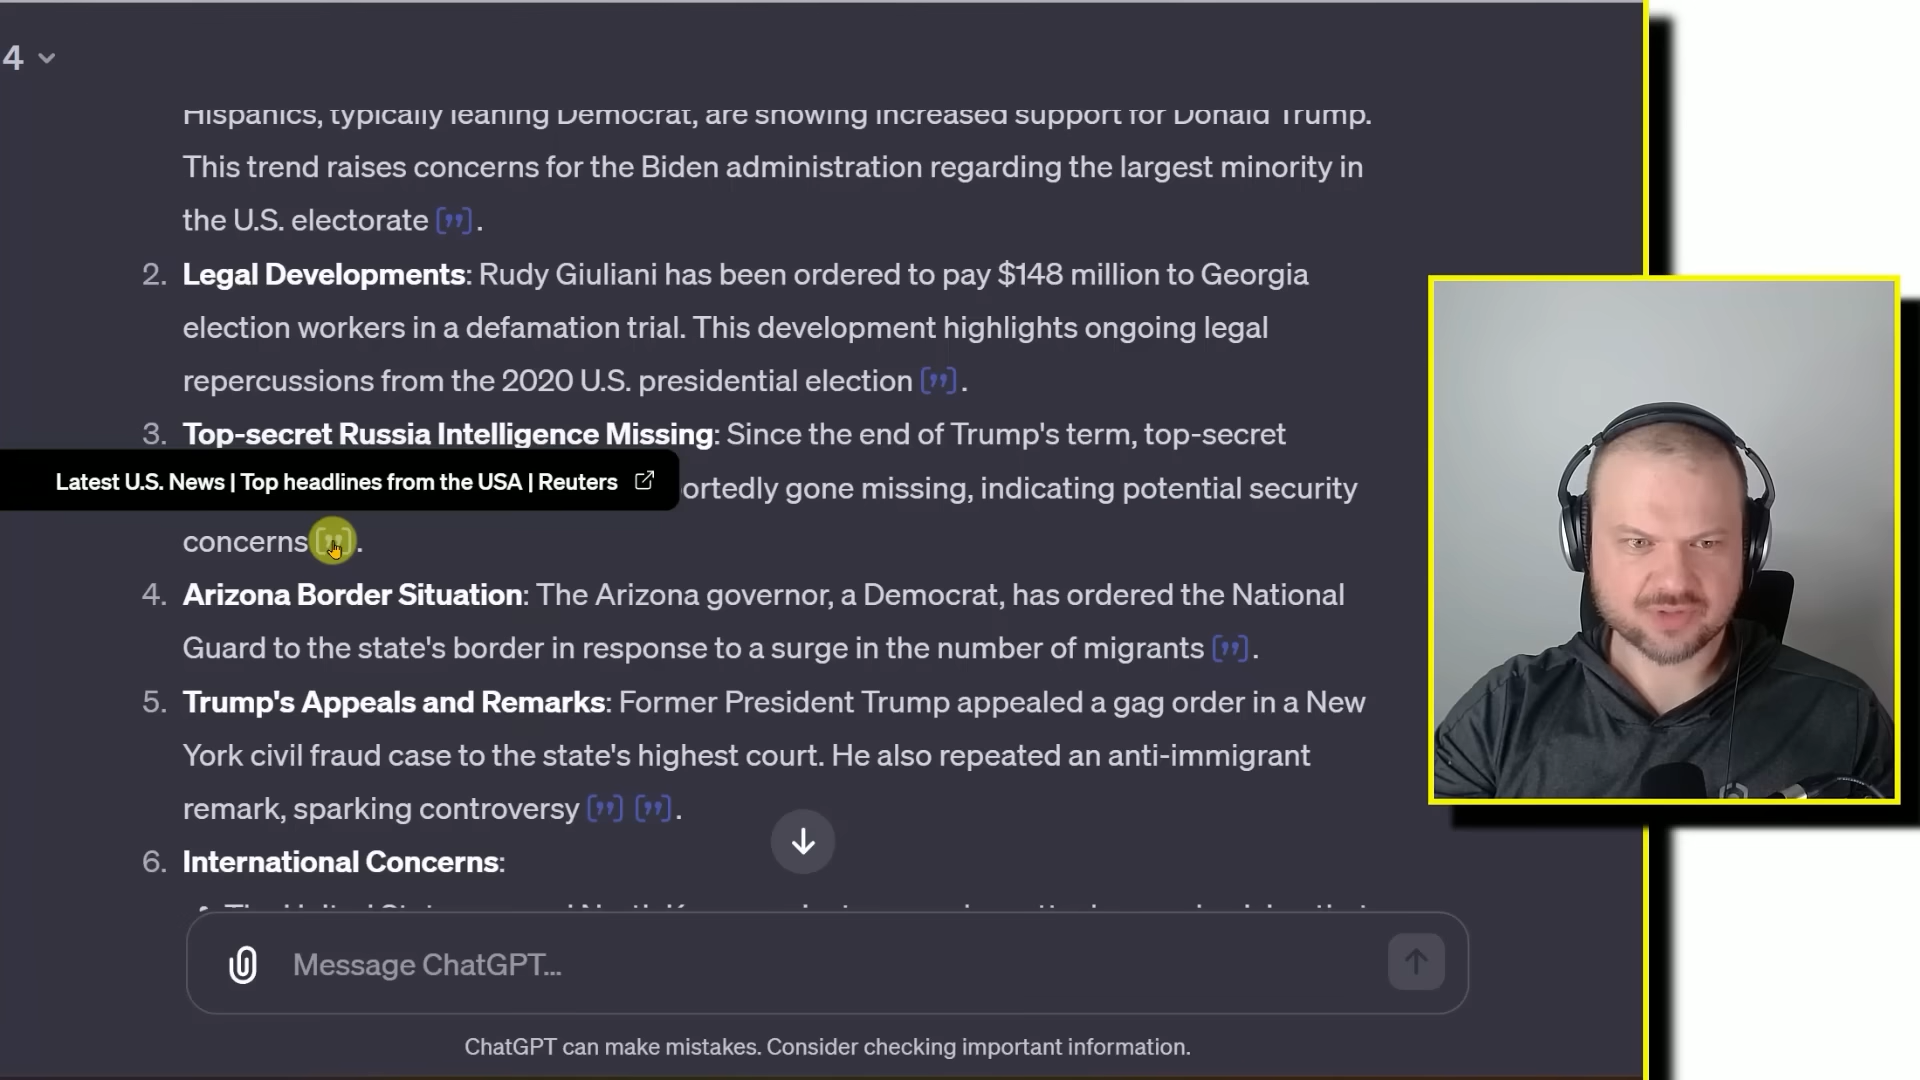 4
Hispanics, typically leaning Democrat, are showing increased support for Donald Trump.
This trend raises concerns for the Biden administration regarding the largest minority in
the U.S. electorate ["].
2. Legal Developments: Rudy Giuliani has been ordered to pay $148 million to Georgia
election workers in a defamation trial. This development highlights ongoing legal
repercussions from the 2020 U.S. presidential election ["].
3. Top-secret Russia Intelligence Missing: Since the end of Trump's term, top-secret
Latest U.S. News | Top headlines from the USA | Reuters
ortedly gone missing, indicating potential security
concerns ["].
4. Arizona Border Situation: The Arizona governor, a Democrat, has ordered the National
Guard to the state's border in response to a surge in the number of migrants ["].
5. Trump's Appeals and Remarks: Former President Trump appealed a gag order in a New
York civil fraud case to the state's highest court. He also repeated an anti-immigrant
remark, sparking controversy ["] ["].
6. International Concerns:
Message ChatGPT...
ChatGPT can make mistakes. Consider checking important information.